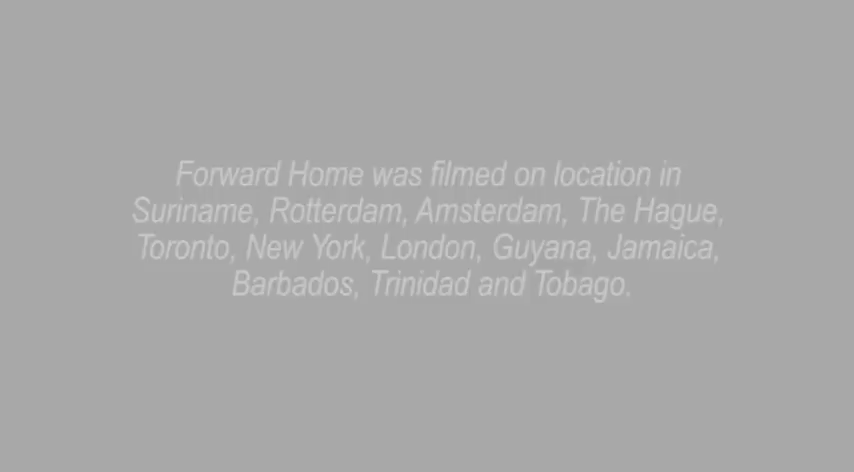 Forward Home was filmed on location in
Suriname, Rotterdam, Amsterdam, The Hague,
Toronto, New York, London, Guyana, Jamaica,
Barbados, Trinidad and Tobago.